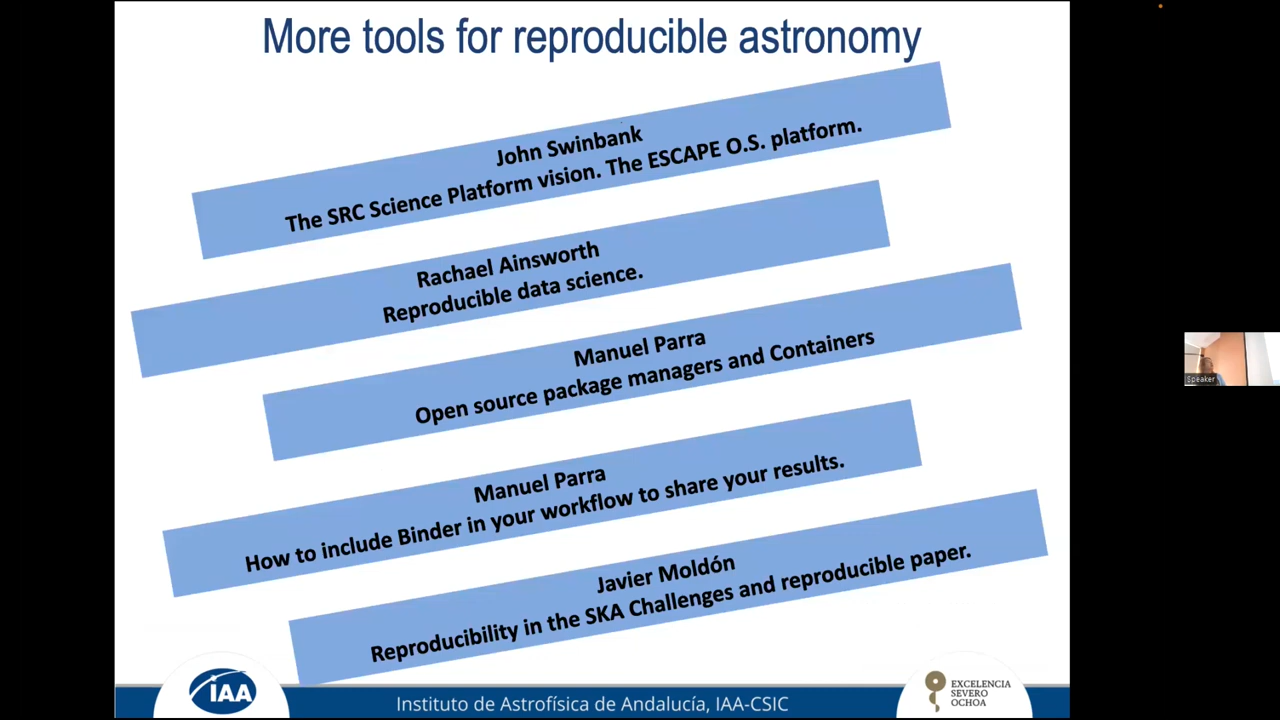 More tools for reproducible astronomy
John Swinbank
The SRC Science Platform vision. The ESCAPE O.S. platform.
Rachael Ainsworth
Reproducible data science.
Manuel Parra
Open source package managers and Containers
Manuel Parra
How to include Binder in your workflow to share your results.
Javier Moldón
Reproducibility in the SKA Challenges and reproducible paper.
IAA
Instituto de Astrofísica de Andalucía, IAA-CSIC
EXCELENCIA
SEVERO
OCHOA
Speaker